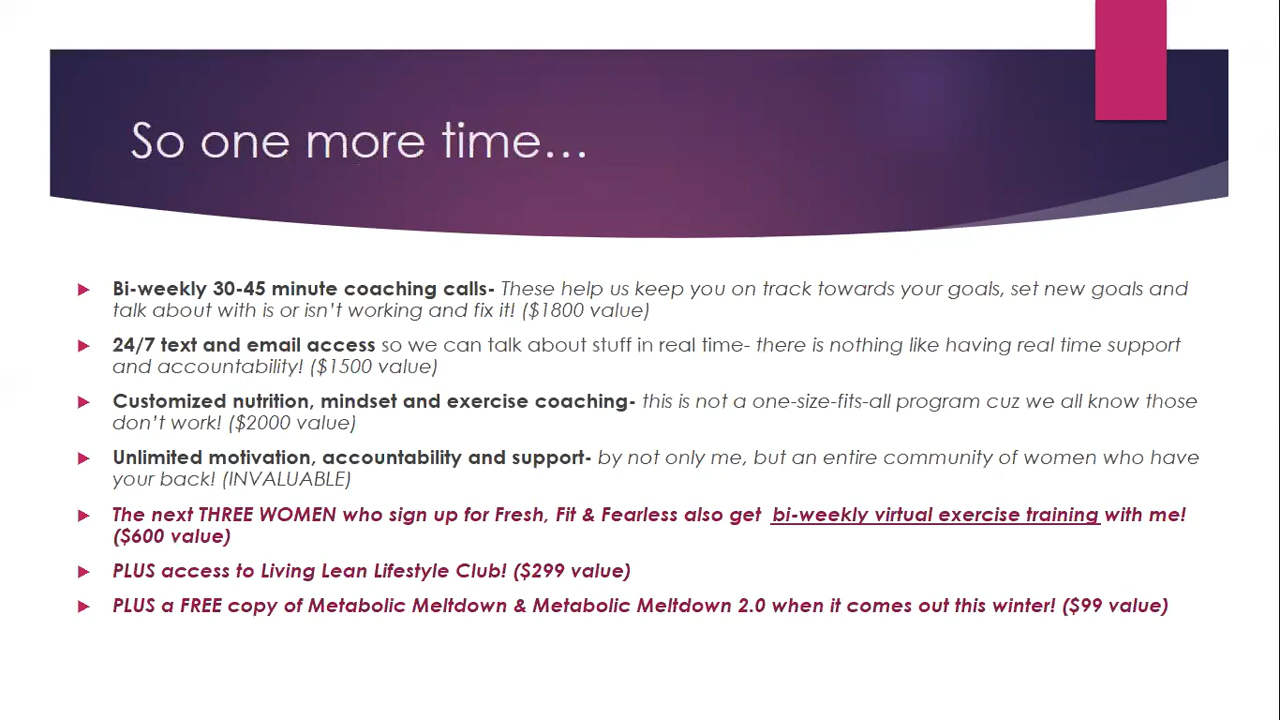 So one more time…
Bi-weekly 30-45 minute coaching calls- These help us keep you on track towards your goals, set new goals and
talk about with is or isn't working and fix it! ($1800 value)
24/7 text and email access so we can talk about stuff in real time- there is nothing like having real time support
and accountability! ($1500 value)
Customized nutrition, mindset and exercise coaching- this is not a one-size-fits-all program cuz we all know those
don't work! ($2000 value)
Unlimited motivation, accountability and support- by not only me, but an entire community of women who have
your back! (INVALUABLE)
The next THREE WOMEN who sign up for Fresh, Fit & Fearless also get bi-weekly virtual exercise training with me!
($600 value)
PLUS access to Living Lean Lifestyle Club! ($299 value)
PLUS a FREE copy of Metabolic Meltdown & Metabolic Meltdown 2.0 when it comes out this winter! ($99 value)